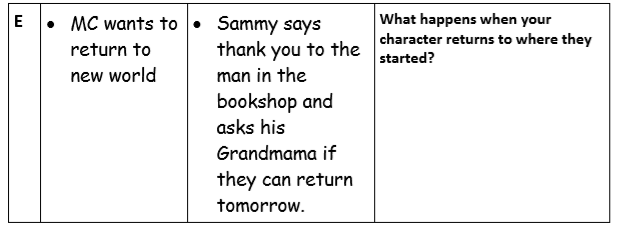 E
• MC wants to
return to
new world
• Sammy says
thank you to the
man in the
bookshop and
asks his
Grandmama if
they can return
tomorrow.
What happens when your
character returns to where they
started?